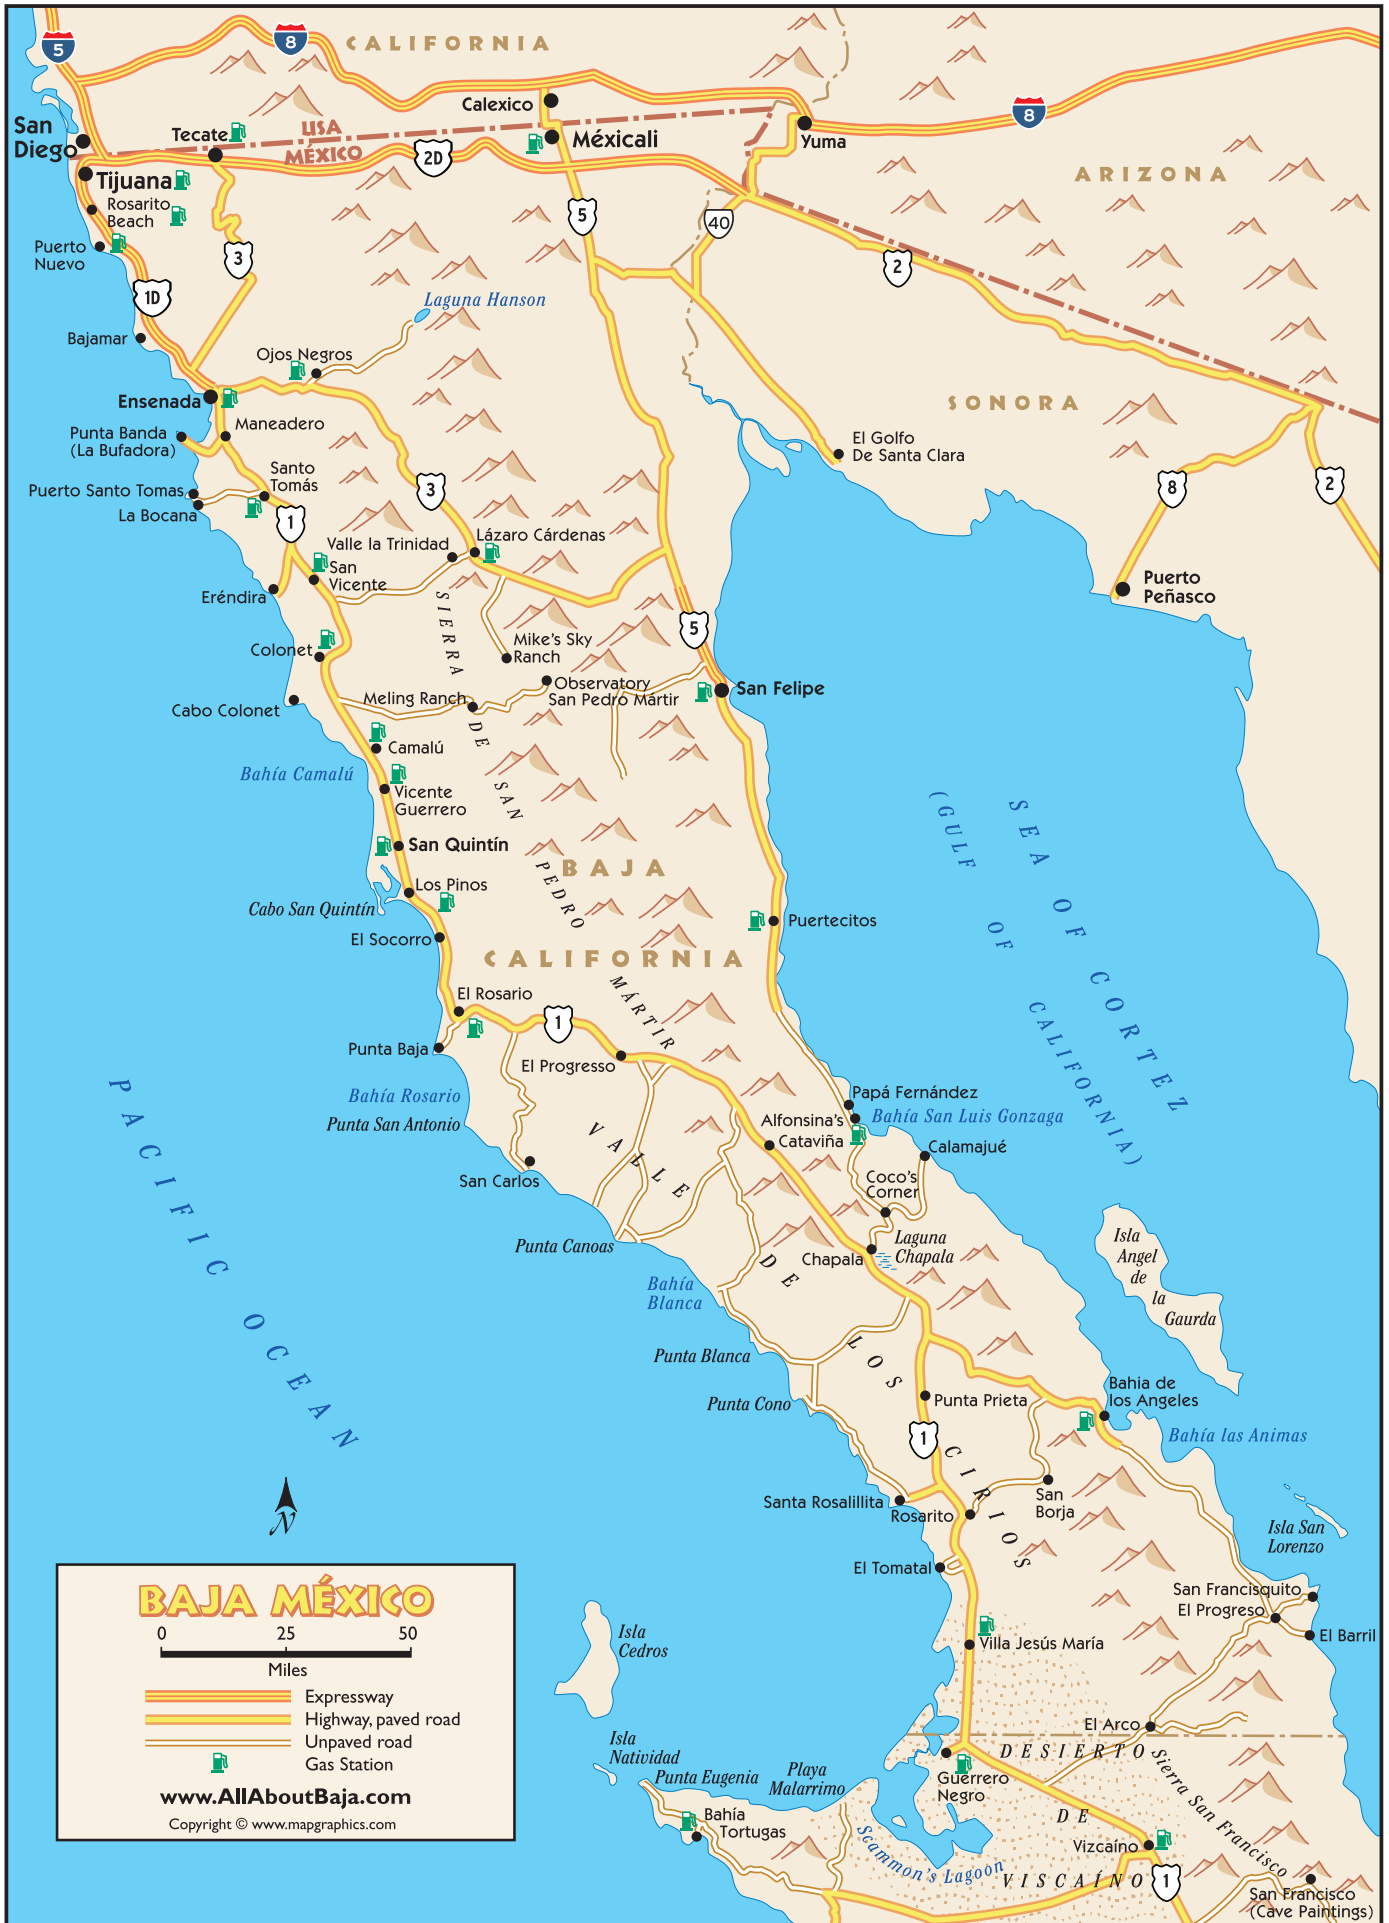 5
8
CALIFORNIA
Calexico
San
Diego
Tecate
USA
MÉXICO
2D
Méxicali
Yuma
8
ARIZONA
Tijuana
Rosarito
Beach
Puerto
Nuevo
3
5
40
2
1D
Laguna Hanson
Bajamar
Ojos Negros
Ensenada
Maneadero
Punta Banda
(La Bufadora)
SONORA
El Golfo
De Santa Clara
Santo
Tomás
Puerto Santo Tomas
La Bocana
3
8
2
1
Valle la Trinidad
Lázaro Cárdenas
San
Vicente
Eréndira
Puerto
Peñasco
5
Colonet
Mike's Sky
Ranch
Observatory
San Pedro Mártir
Meling Ranch
San Felipe
Cabo Colonet
Camalú
Bahía Camalú
Vicente
Guerrero
SIERRA DE SAN PEDRO MÁRTIR
San Quintín
BAJA
CALIFORNIA
Los Pinos
Cabo San Quintín
El Socorro
Puertecitos
SEA OF CORTEZ
(GULF OF CALIFORNIA)
El Rosario
1
Punta Baja
El Progresso
Bahía Rosario
Punta San Antonio
Papá Fernández
Alfonsina's
Bahía San Luis Gonzaga
Cataviña
Calamajué
San Carlos
Coco's
Corner
VALLE DE LOS CIRIOS
Punta Canoas
Chapala
Laguna
Chapala
Isla
Angel
de
la
Gaurda
PACIFIC OCEAN
Bahía
Blanca
Punta Blanca
Punta Cono
Punta Prieta
Bahia de
los Angeles
Bahía las Animas
1
Santa Rosalillita
Rosarito
San
Borja
Isla San
Lorenzo
N
El Tomatal
San Francisquito
El Progreso
El Barril
Isla
Cedros
Villa Jesús María
El Arco
Isla
Natividad
Punta Eugenia
Playa
Malarrimo
Guerrero
Negro
DESIERTO
DE
VISCAÍNO
Sierra San Francisco
Bahía
Tortugas
Scammon's Lagoon
Vizcaíno
1
San Francisco
(Cave Paintings)
BAJA MÉXICO
0 25 50
Miles
Expressway
Highway, paved road
Unpaved road
Gas Station
www.AllAboutBaja.com
Copyright © www.mapgraphics.com